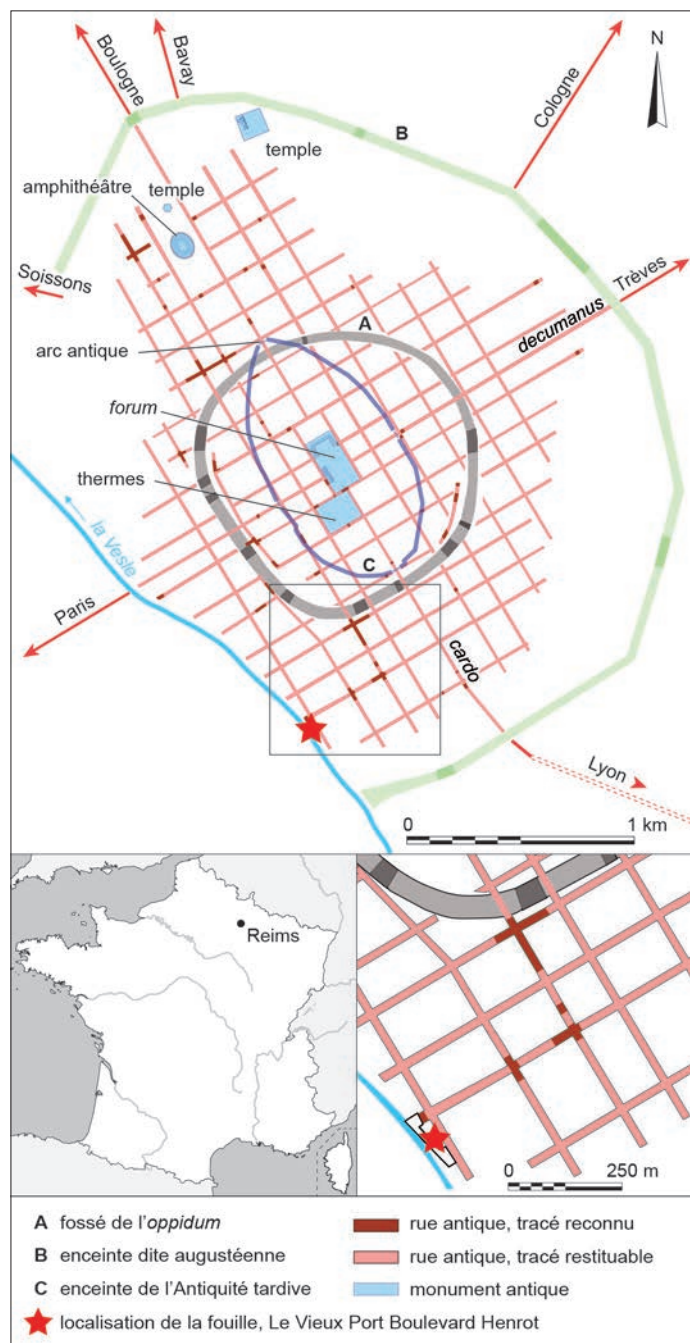 Boulogne
Bavay
Cologne
N
B
temple
amphithéâtre
temple
Soissons
Trèves
decumanus
A
arc antique
forum
thermes
la Vesle
C
Paris
cardo
Lyon
0 1 km
Reims
0 250 m
A fossé de l'oppidum
B enceinte dite augustéenne
C enceinte de l'Antiquité tardive
rue antique, tracé reconnu
rue antique, tracé restituable
monument antique
localisation de la fouille, Le Vieux Port Boulevard Henrot